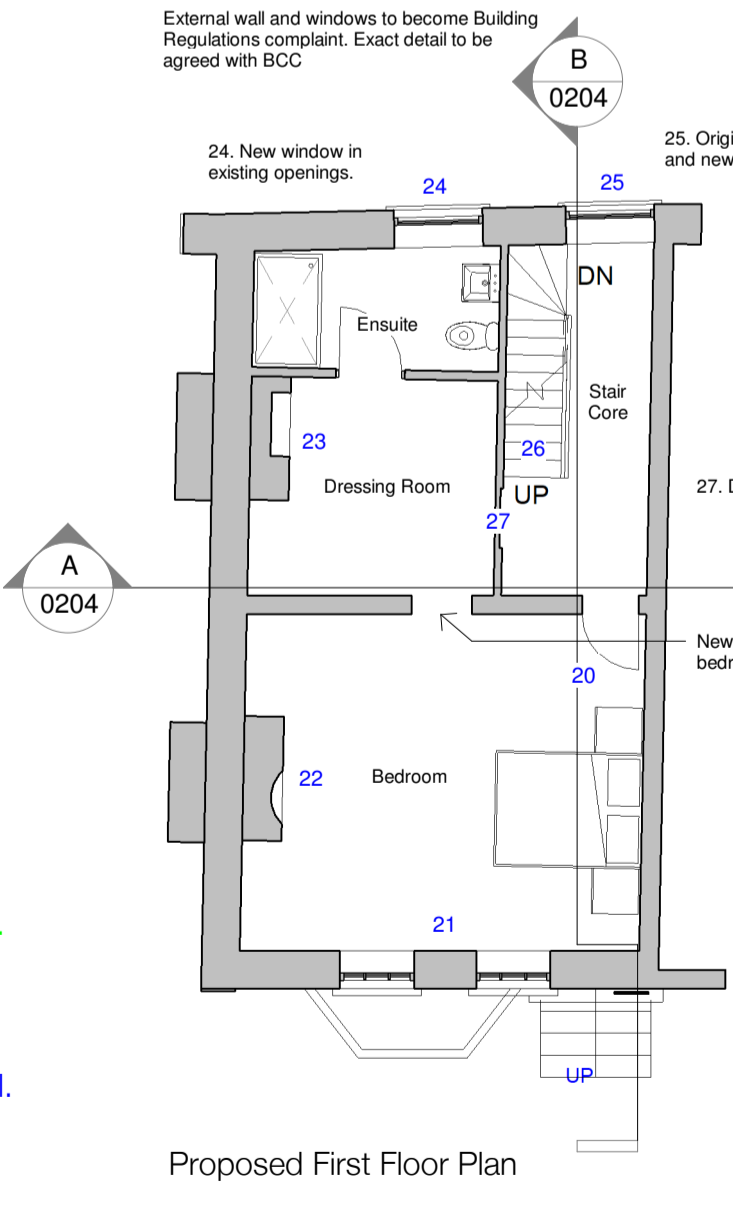 External wall and windows to become Building
Regulations complaint. Exact detail to be
agreed with BCC
B
0204
24. New window in
existing openings.
25. Origi
and new
24
25
DN
Ensuite
Stair
Core
23
26
Dressing Room
UP
27. D
27
A
0204
New
bedr
20
22
Bedroom
21
UP
l.
Proposed First Floor Plan